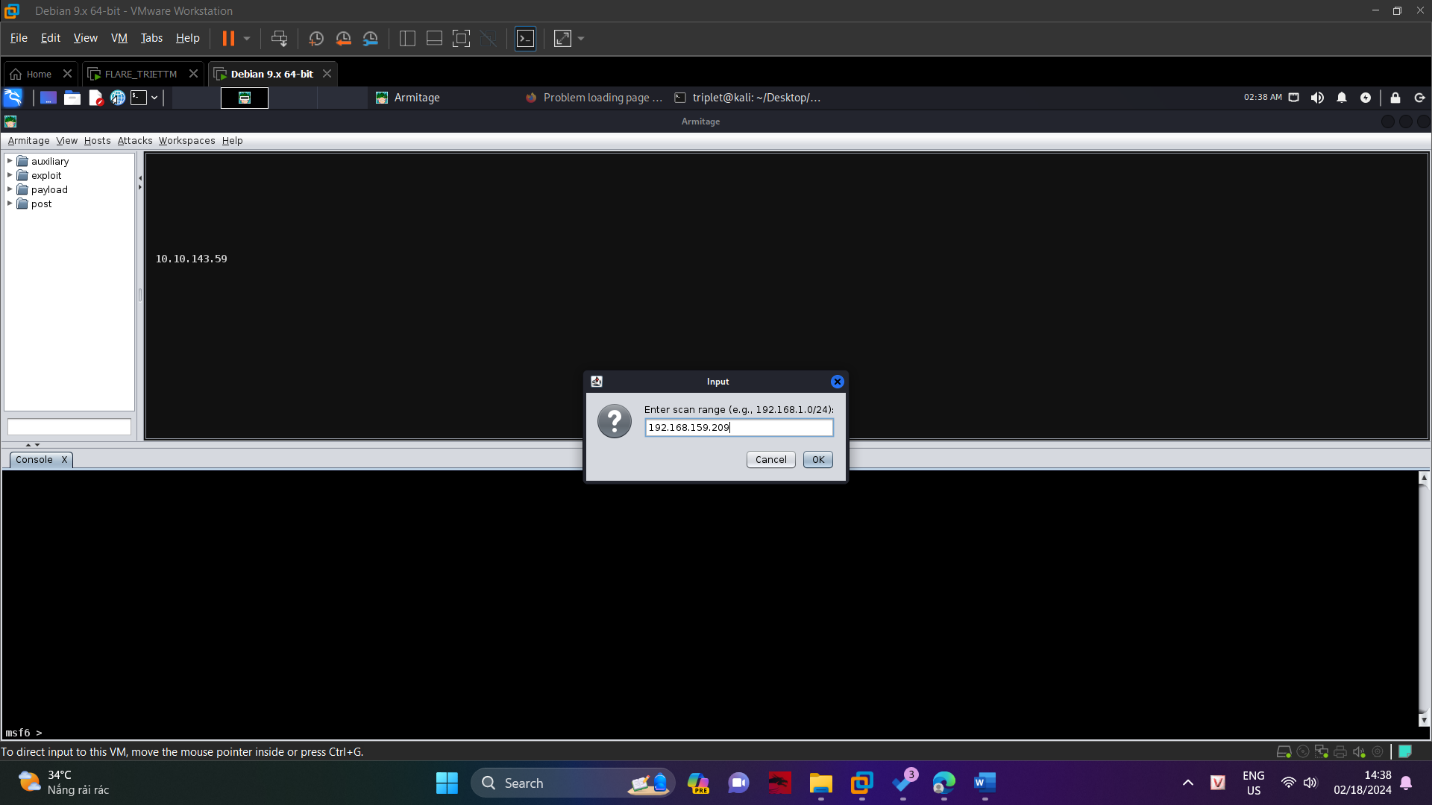 Debian 9.x 64-bit - VMware Workstation
File Edit View VM Tabs Help
Home FLARE_TRIETTM Debian 9.x 64-bit
Armitage Problem loading page ... triplet@kali: ~/Desktop/... 02:38 AM
Armitage
Armitage View Hosts Attacks Workspaces Help
auxiliary
exploit
payload
post
10.10.143.59
Input
Enter scan range (e.g., 192.168.1.0/24):
192.168.159.209
Cancel OK
Console X
msf6 >
To direct input to this VM, move the mouse pointer inside or press Ctrl+G.
34°C
Nắng rải rác
Search
PRE
3
V
ENG
US
14:38
02/18/2024